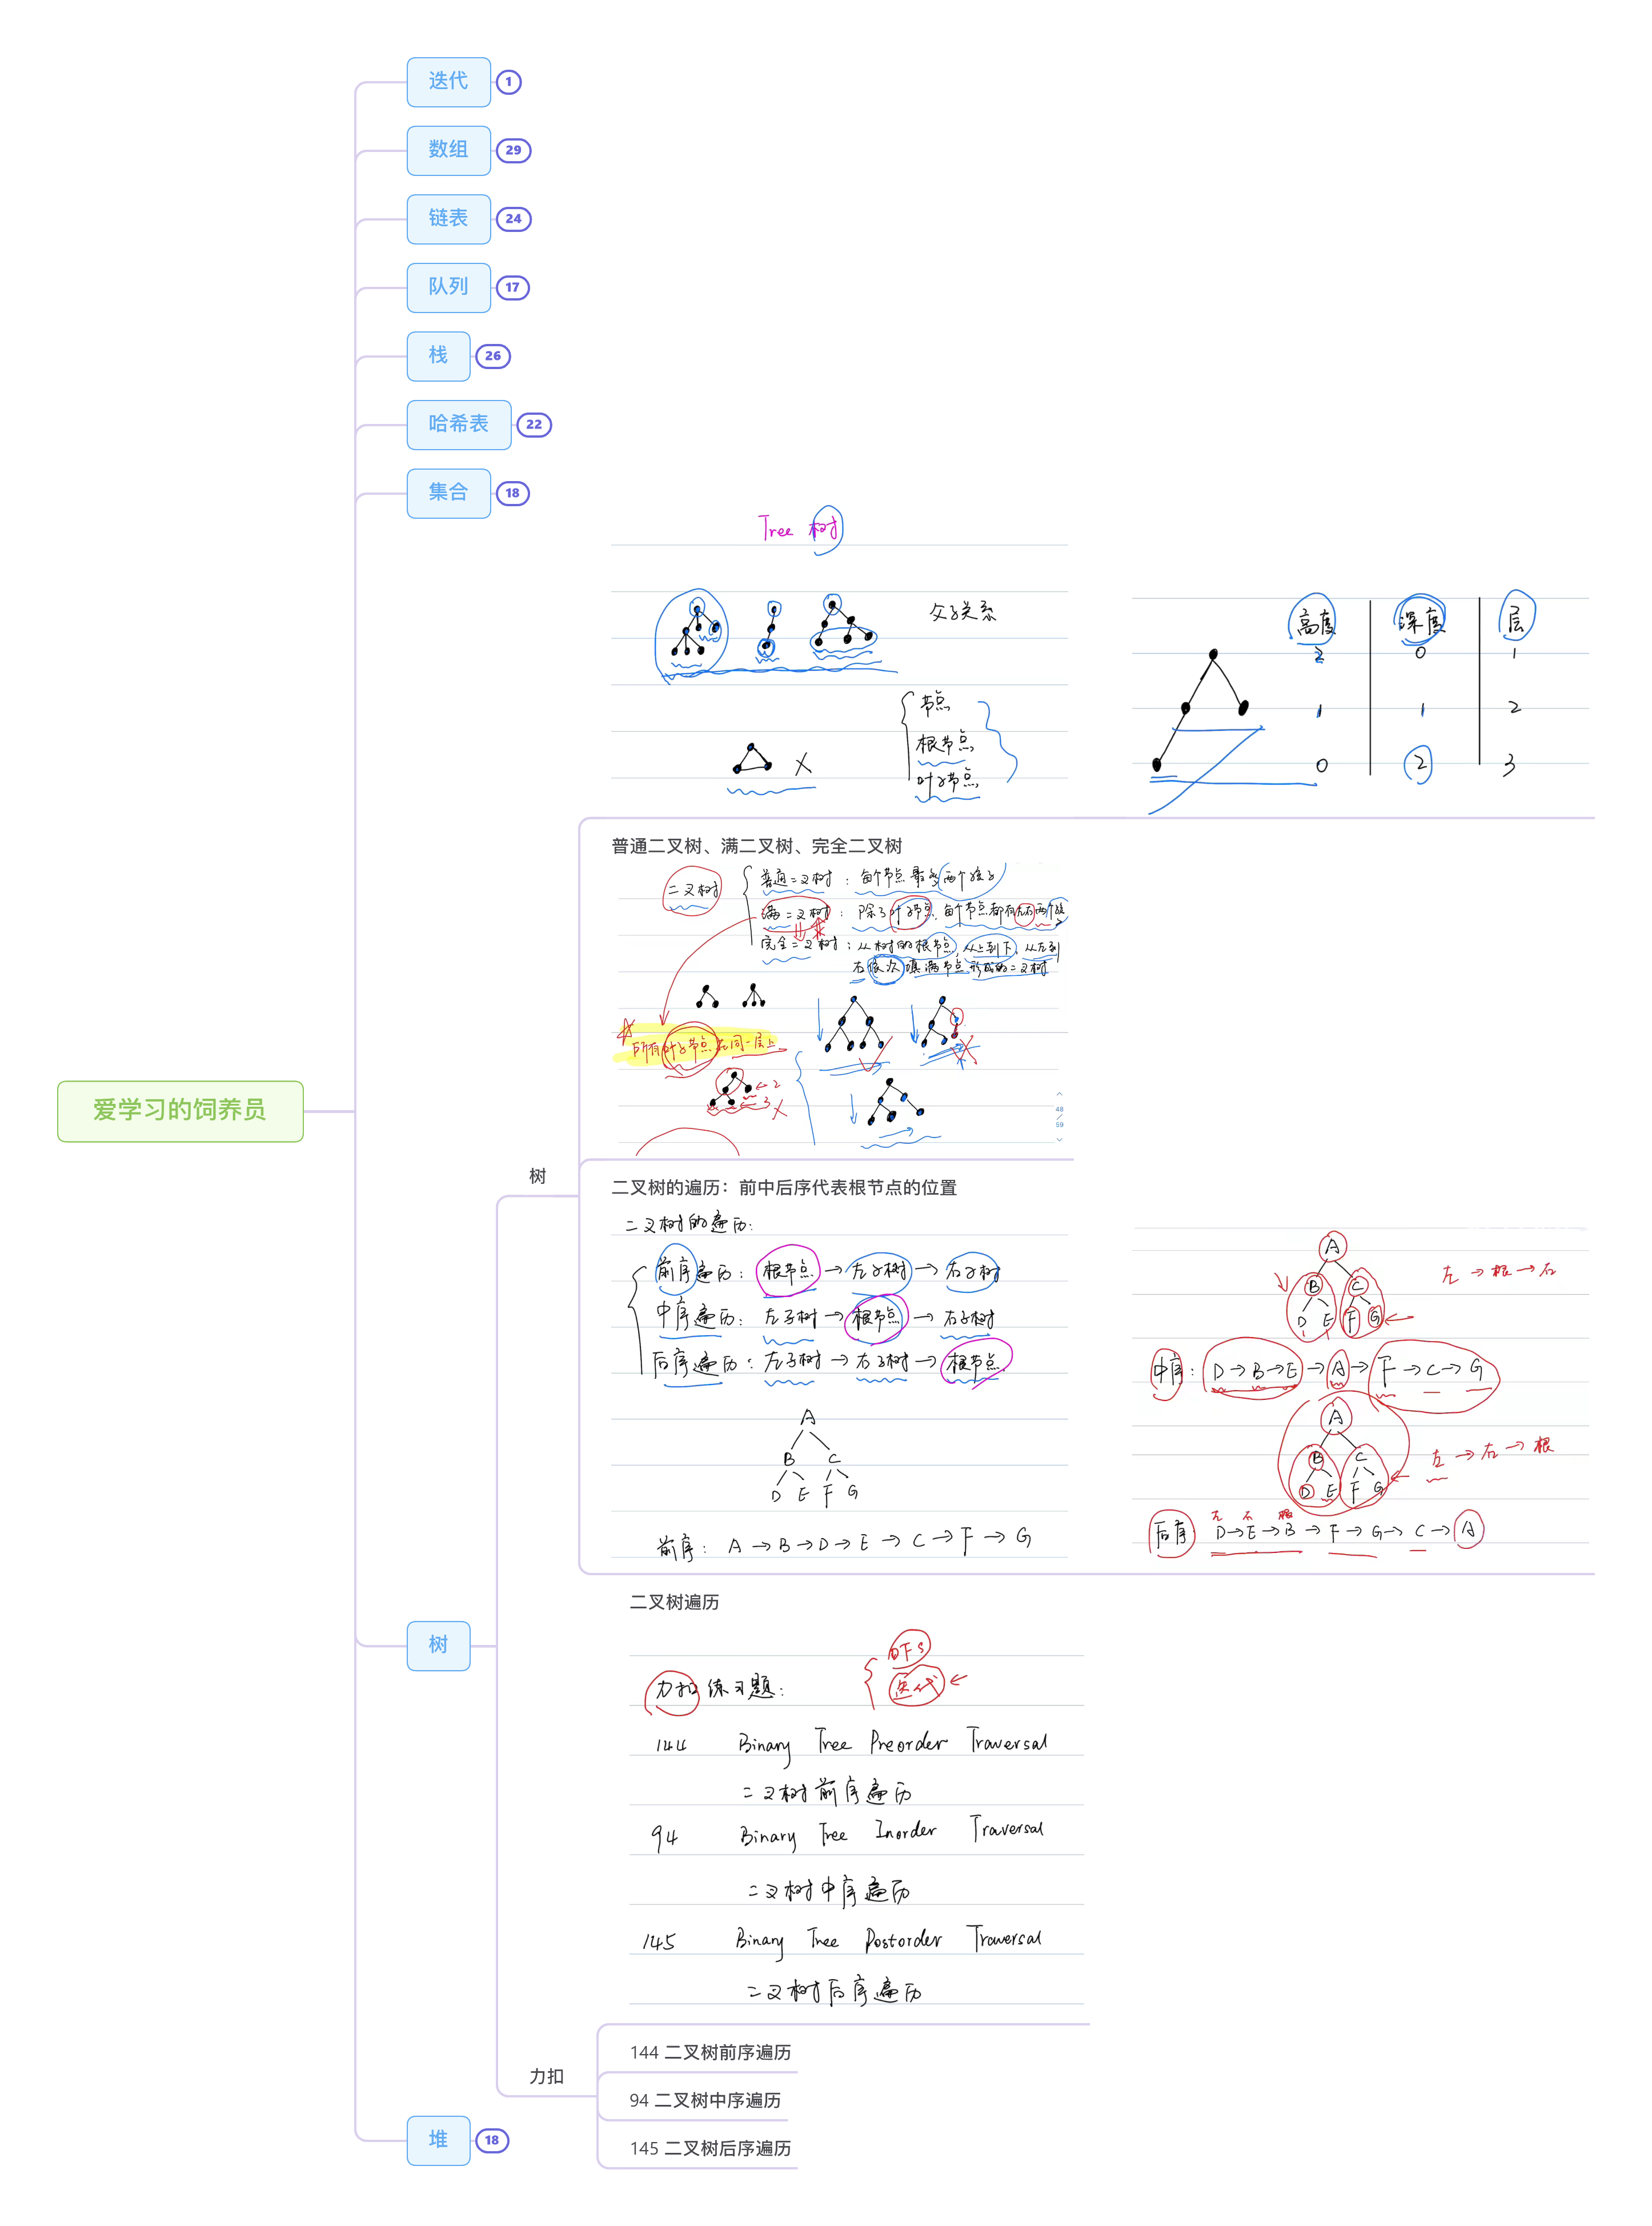 爱学习的饲养员
迭代 1
数组 29
链表 24
队列 17
栈 26
哈希表 22
集合 18
树
树
Tree 树
父子关系
节点
根节点
叶子节点
X
高度 深度 层
2 0 1
1 1 2
0 2 3
普通二叉树、满二叉树、完全二叉树
二叉树
普通二叉树：每个节点最多两个孩子
满二叉树：除了叶子节点，每个节点都有左右两个孩
完全二叉树：从树的根节点，从上到下，从左到
右依次填满节点形成的二叉树
所有叶子节点在同一层上
←2
←3 X
48
/
59
二叉树的遍历：前中后序代表根节点的位置
二叉树的遍历：
前序遍历：根节点→左子树→右子树
中序遍历：左子树→根节点→右子树
后序遍历：左子树→右子树→根节点
A
B C
D E F G
前序：A→B→D→E→C→F→G
A
B C
D E F G
左→根→右
中序：D→B→E→A→F→C→G
A
B C
D E F G
左→右→根
左 右 根
后序 D→E→B→F→G→C→A
力扣
二叉树遍历
力扣练习题：
DFS
迭代←
144 Binary Tree Preorder Traversal
二叉树前序遍历
94 Binary Tree Inorder Traversal
二叉树中序遍历
145 Binary Tree Postorder Traversal
二叉树后序遍历
144 二叉树前序遍历
94 二叉树中序遍历
145 二叉树后序遍历
堆 18